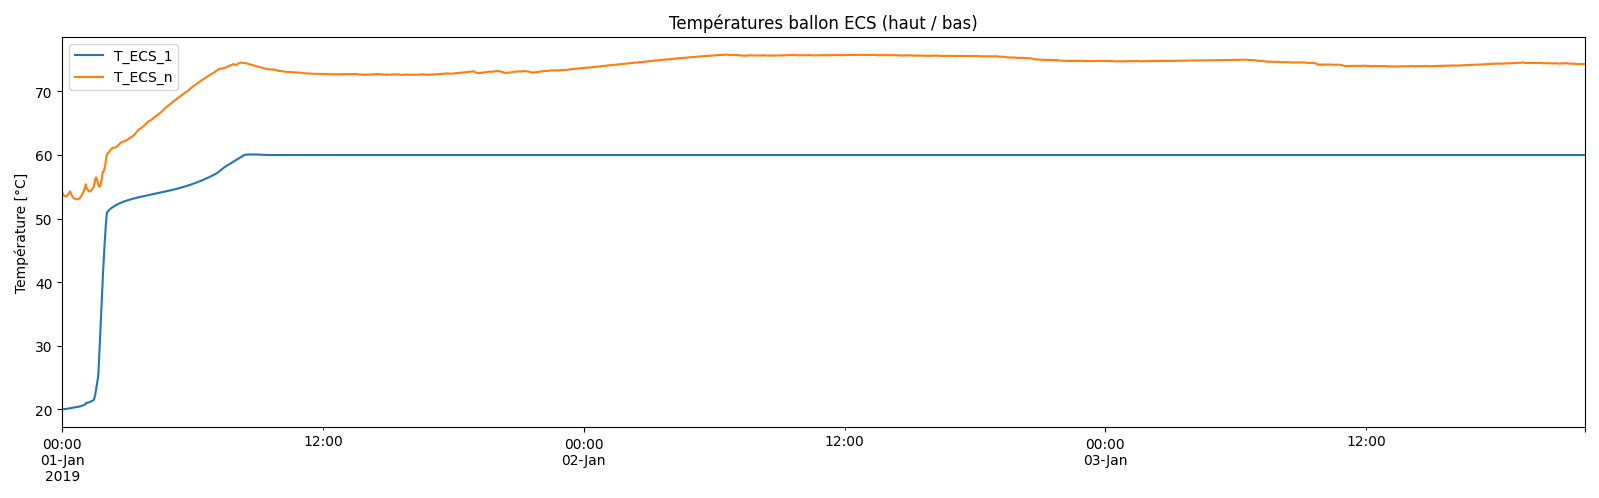 Températures ballon ECS (haut / bas)
T_ECS_1
T_ECS_n
Température [°C]
70
60
50
40
30
20
00:00
01-Jan
2019
12:00
00:00
02-Jan
12:00
00:00
03-Jan
12:00